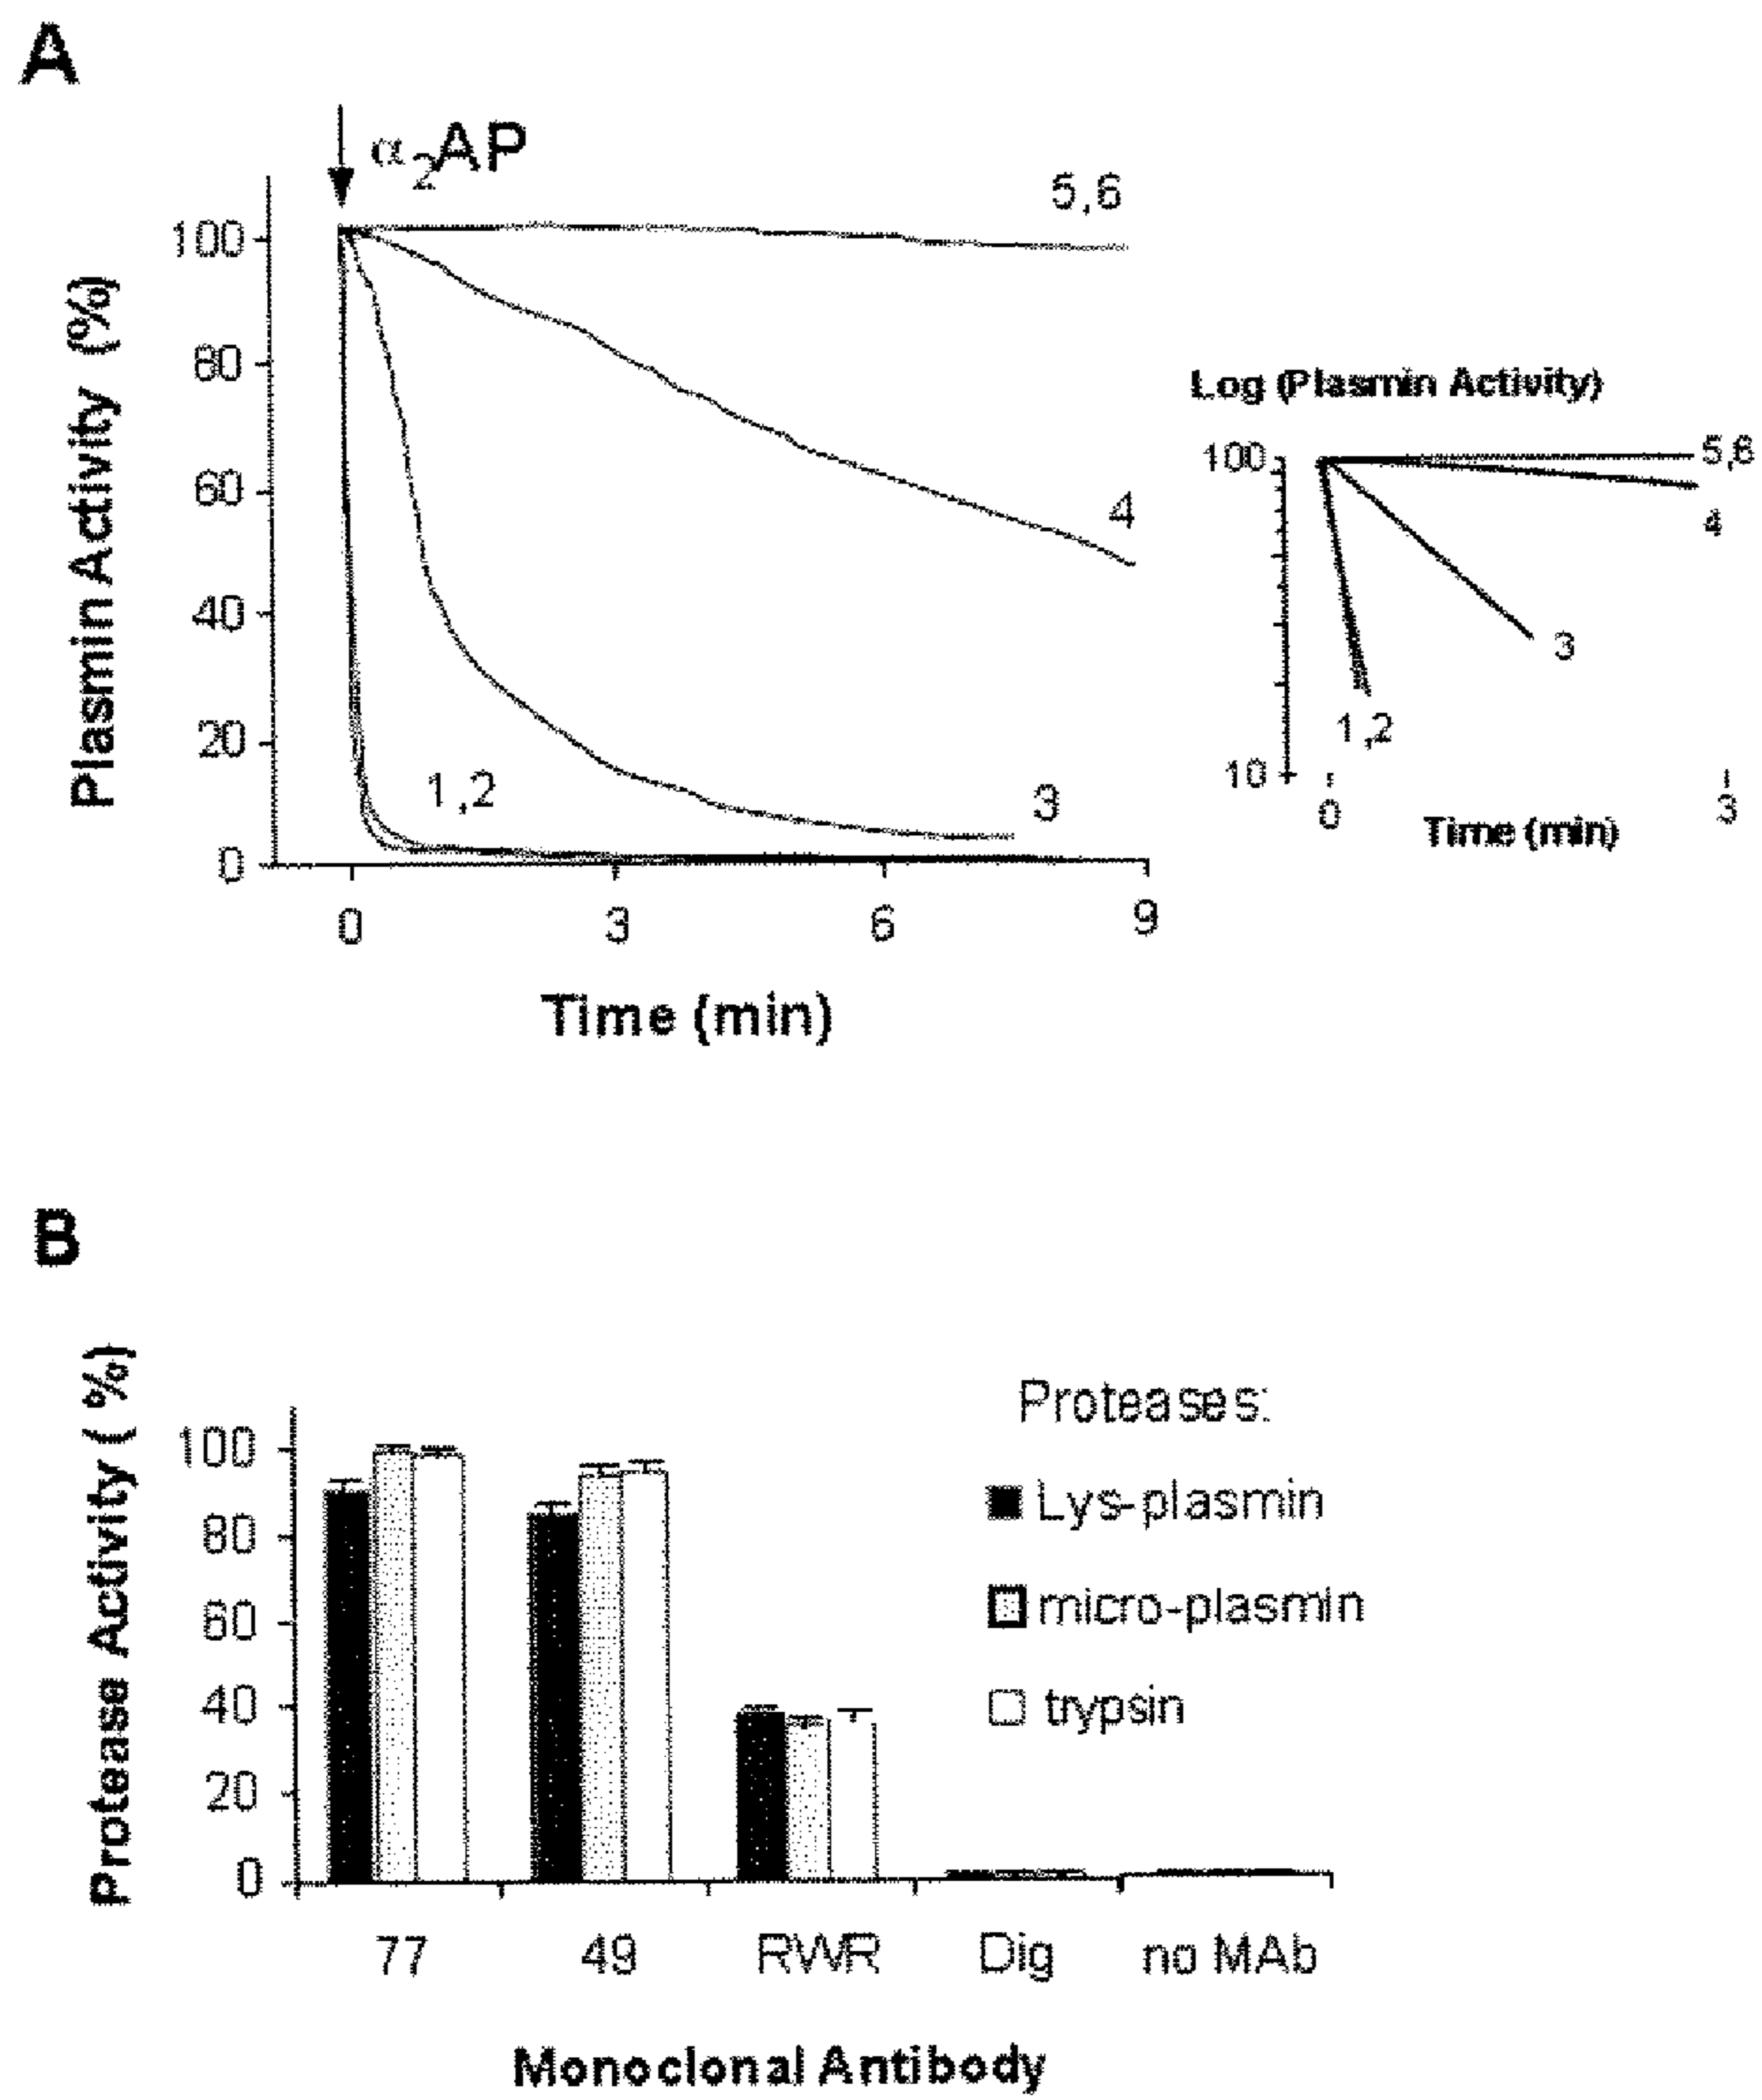 A
α₂AP
Plasmin Activity (%)
100
80
60
40
20
0
5,6
4
3
1,2
0 3 6 9
Time (min)
Log (Plasmin Activity)
100
10
5,6
4
3
1,2
0 3
Time (min)
B
Protease Activity ( %)
100
80
60
40
20
0
Proteases:
Lys-plasmin
micro-plasmin
trypsin
77 49 RWR Dig no MAb
Monoclonal Antibody